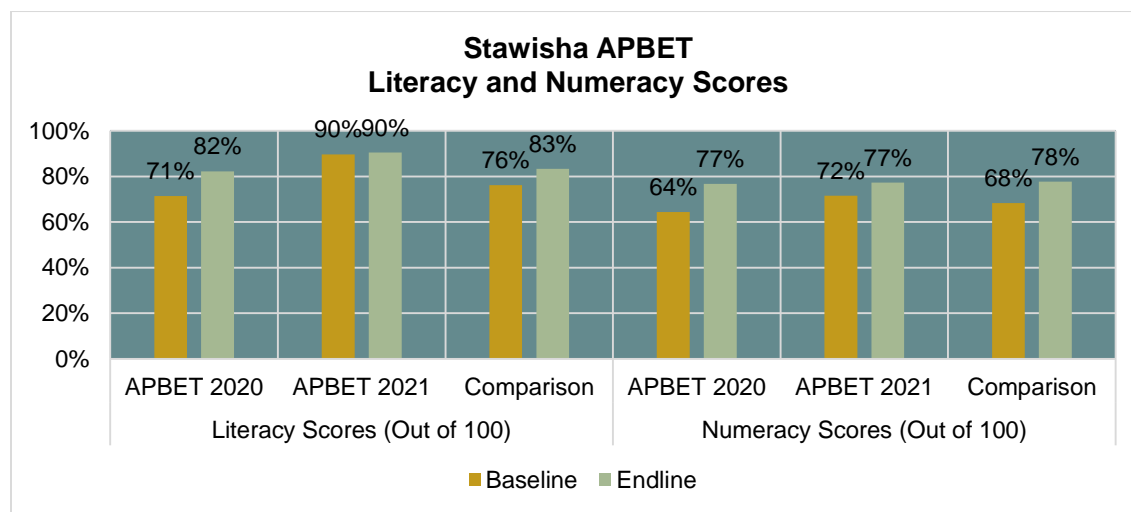 Stawisha APBET
Literacy and Numeracy Scores
100%
80%
60%
40%
20%
0%
71%
82%
90%
90%
76%
83%
64%
77%
72%
77%
68%
78%
APBET 2020
APBET 2021
Comparison
APBET 2020
APBET 2021
Comparison
Literacy Scores (Out of 100)
Numeracy Scores (Out of 100)
Baseline
Endline